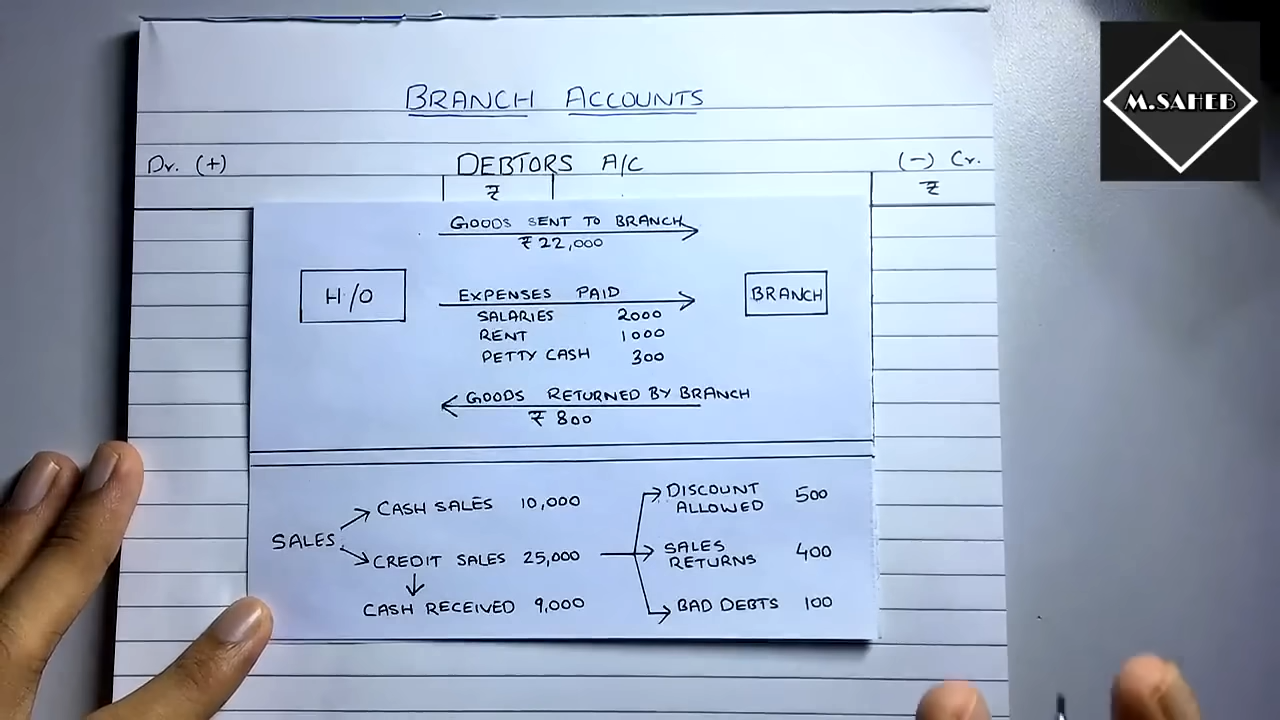 M.SAHEB
BRANCH ACCOUNTS
Dr. (+) DEBTORS A/C (-) Cr.
₹ ₹
GOODS SENT TO BRANCH
₹ 22,000
H/O EXPENSES PAID BRANCH
SALARIES 2000
RENT 1000
PETTY CASH 300
GOODS RETURNED BY BRANCH
₹ 800
SALES
CASH SALES 10,000
CREDIT SALES 25,000
CASH RECEIVED 9,000
DISCOUNT ALLOWED 500
SALES RETURNS 400
BAD DEBTS 100